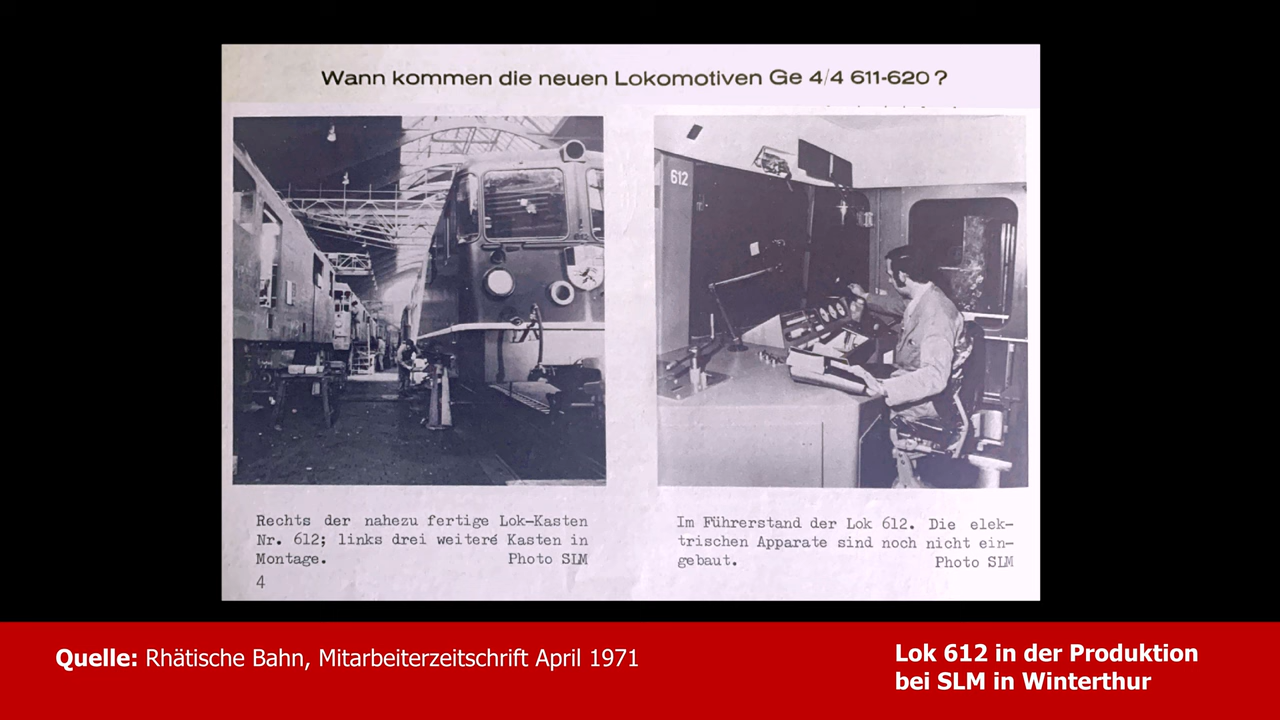 Wann kommen die neuen Lokomotiven Ge 4/4 611-620 ?
612
Rechts der nahezu fertige Lok-Kasten
Nr. 612; links drei weitere Kasten in
Montage. Photo SLM
4
Im Führerstand der Lok 612. Die elek-
trischen Apparate sind noch nicht ein-
gebaut. Photo SLM
Quelle: Rhätische Bahn, Mitarbeiterzeitschrift April 1971
Lok 612 in der Produktion
bei SLM in Winterthur